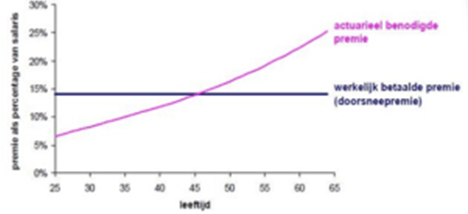 30%
25%
20%
15%
10%
5%
0%
premie als percentage van salaris
25 30 35 40 45 50 55 60 65
leeftijd
actuarieel benodigde
premie
werkelijk betaalde premie
(doorsneepremie)